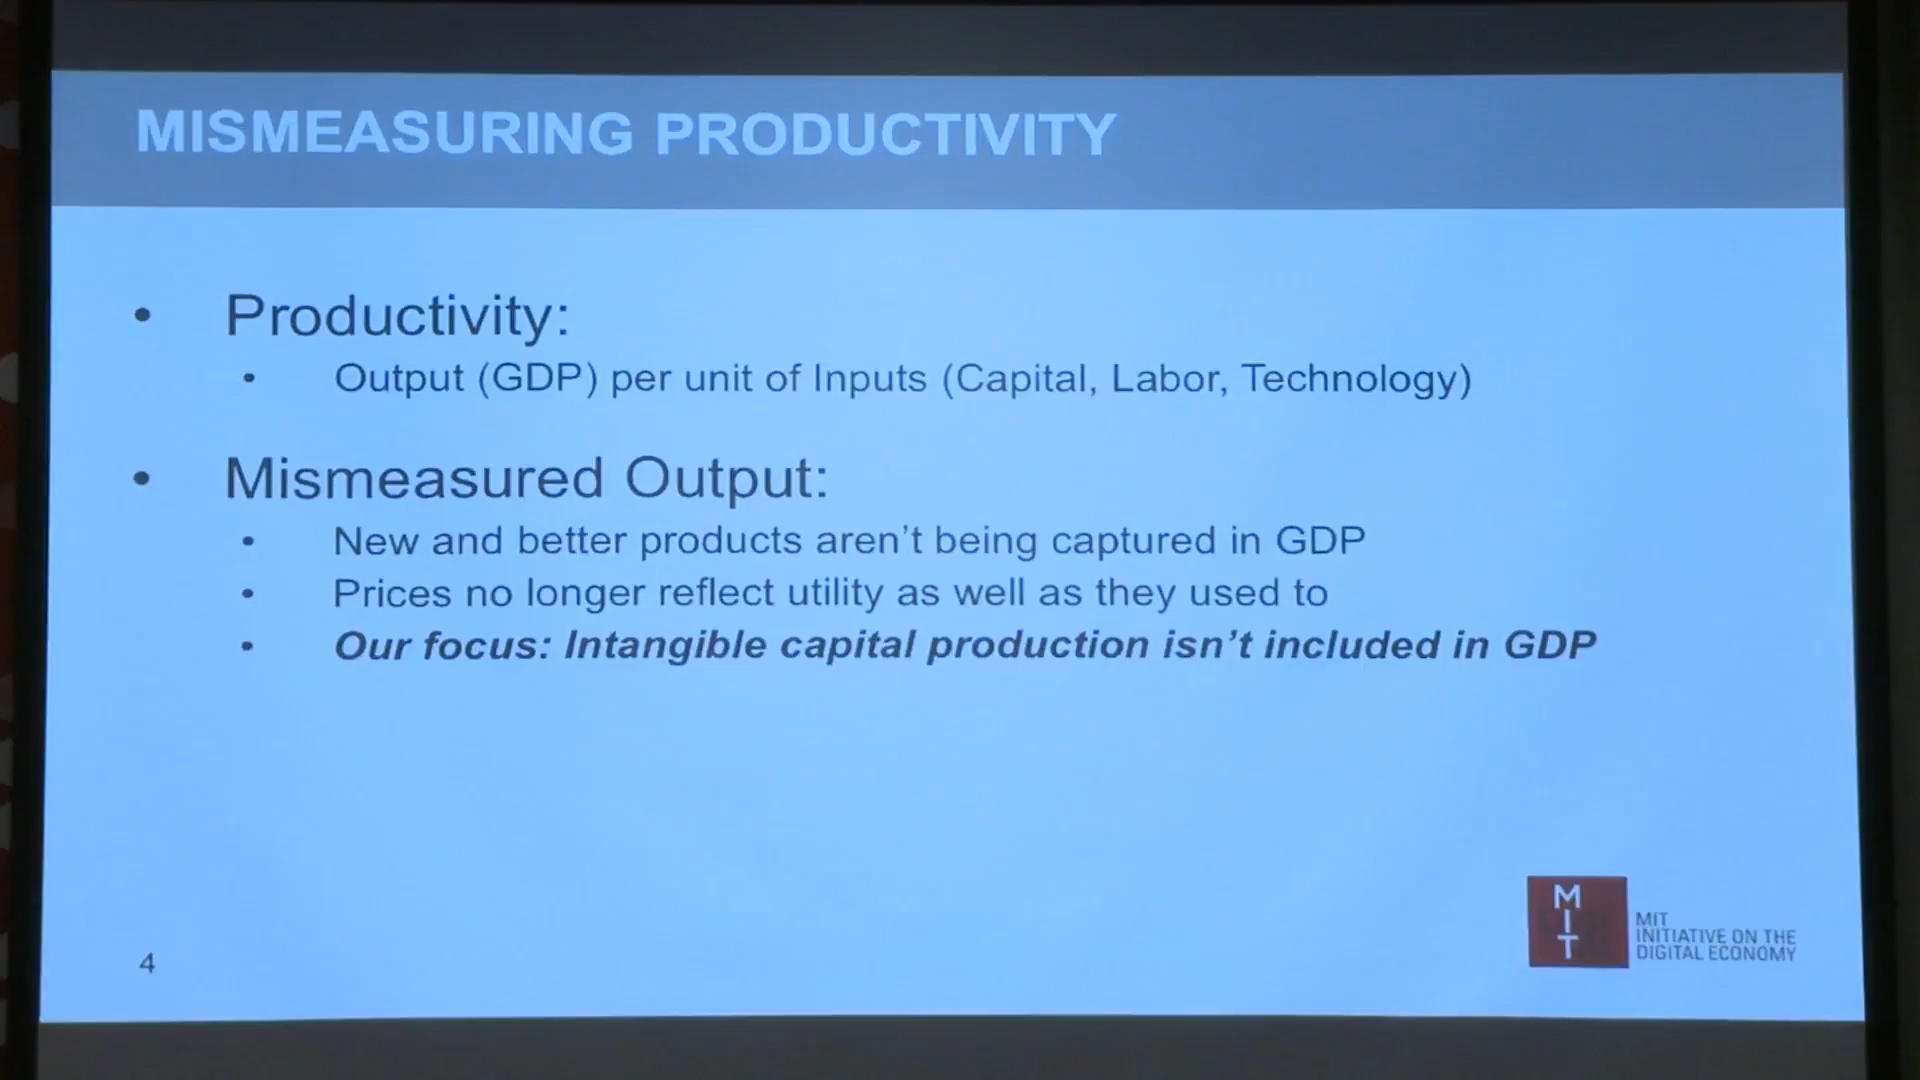 MISMEASURING PRODUCTIVITY
• Productivity:
• Output (GDP) per unit of Inputs (Capital, Labor, Technology)
• Mismeasured Output:
• New and better products aren't being captured in GDP
• Prices no longer reflect utility as well as they used to
• Our focus: Intangible capital production isn't included in GDP
4
M
I
T
MIT
INITIATIVE ON THE
DIGITAL ECONOMY